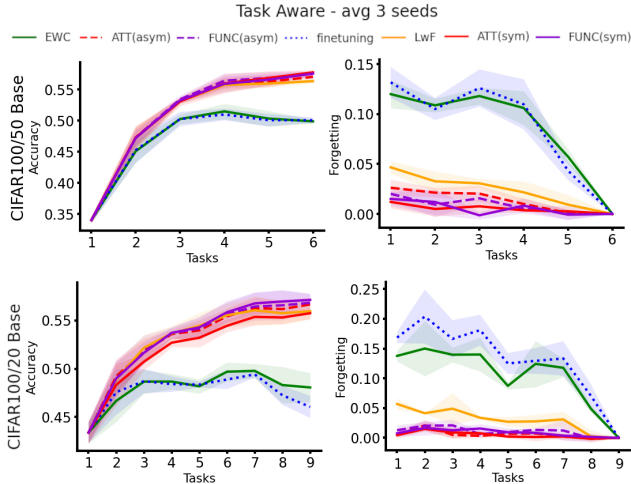 Task Aware - avg 3 seeds
EWC ATT(asym) FUNC(asym) finetuning LwF ATT(sym) FUNC(sym)
CIFAR100/50 Base
Accuracy
0.55
0.50
0.45
0.40
0.35
1 2 3 4 5 6
Tasks
Forgetting
0.15
0.10
0.05
0.00
1 2 3 4 5 6
Tasks
CIFAR100/20 Base
Accuracy
0.55
0.50
0.45
1 2 3 4 5 6 7 8 9
Tasks
Forgetting
0.25
0.20
0.15
0.10
0.05
0.00
1 2 3 4 5 6 7 8 9
Tasks